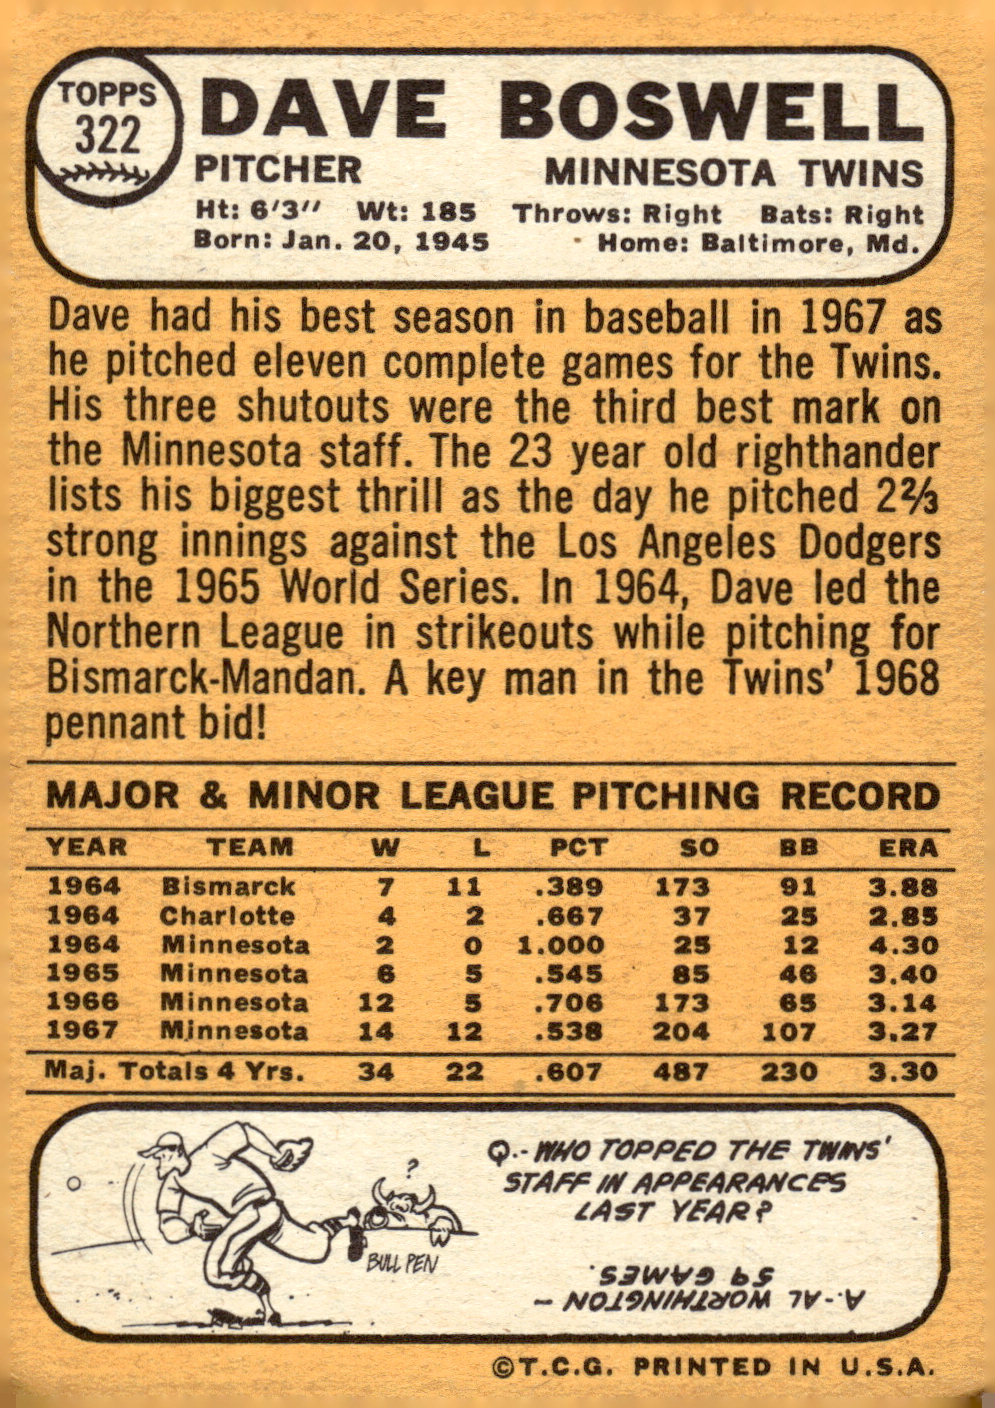 TOPPS
322
DAVE BOSWELL
PITCHER MINNESOTA TWINS
Ht: 6'3" Wt: 185 Throws: Right Bats: Right
Born: Jan. 20, 1945 Home: Baltimore, Md.
Dave had his best season in baseball in 1967 as
he pitched eleven complete games for the Twins.
His three shutouts were the third best mark on
the Minnesota staff. The 23 year old righthander
lists his biggest thrill as the day he pitched 2⅔
strong innings against the Los Angeles Dodgers
in the 1965 World Series. In 1964, Dave led the
Northern League in strikeouts while pitching for
Bismarck-Mandan. A key man in the Twins' 1968
pennant bid!
MAJOR & MINOR LEAGUE PITCHING RECORD
YEAR TEAM W L PCT SO BB ERA
1964 Bismarck 7 11 .389 173 91 3.88
1964 Charlotte 4 2 .667 37 25 2.85
1964 Minnesota 2 0 1.000 25 12 4.30
1965 Minnesota 6 5 .545 85 46 3.40
1966 Minnesota 12 5 .706 173 65 3.14
1967 Minnesota 14 12 .538 204 107 3.27
Maj. Totals 4 Yrs. 34 22 .607 487 230 3.30
?
BULL PEN
Q.- WHO TOPPED THE TWINS'
STAFF IN APPEARANCES
LAST YEAR?
A.- AL WORTHINGTON —
59 GAMES.
©T.C.G. PRINTED IN U.S.A.